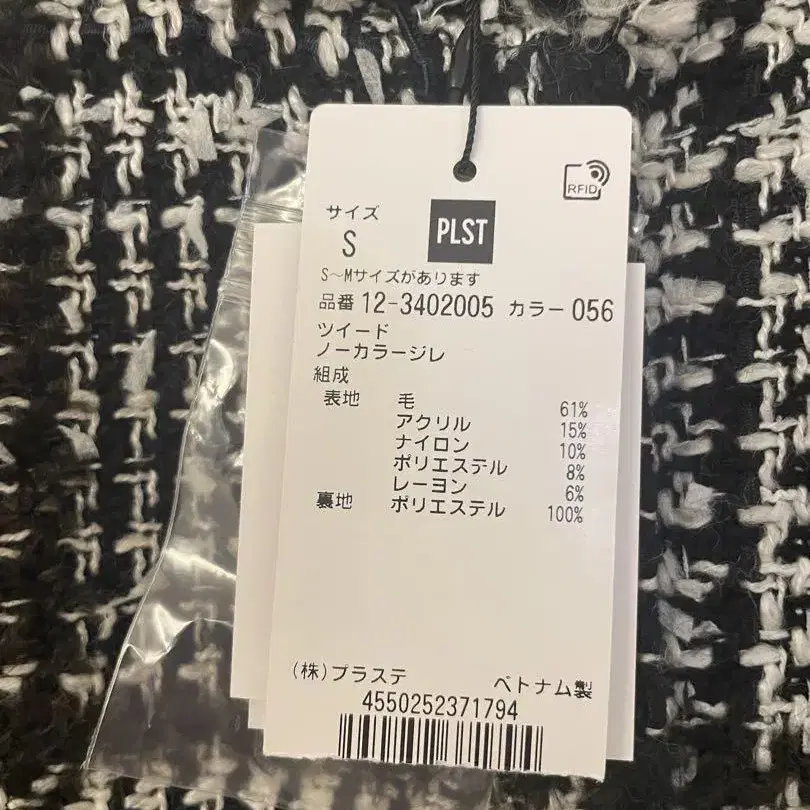 RFID
サイズ
S
PLST
S〜Mサイズがあります
品番 12-3402005 カラー 056
ツイード
ノーカラージレ
組成
表地 毛 61%
アクリル 15%
ナイロン 10%
ポリエステル 8%
レーヨン 6%
裏地 ポリエステル 100%
(株)プラステ ベトナム製
4550252371794